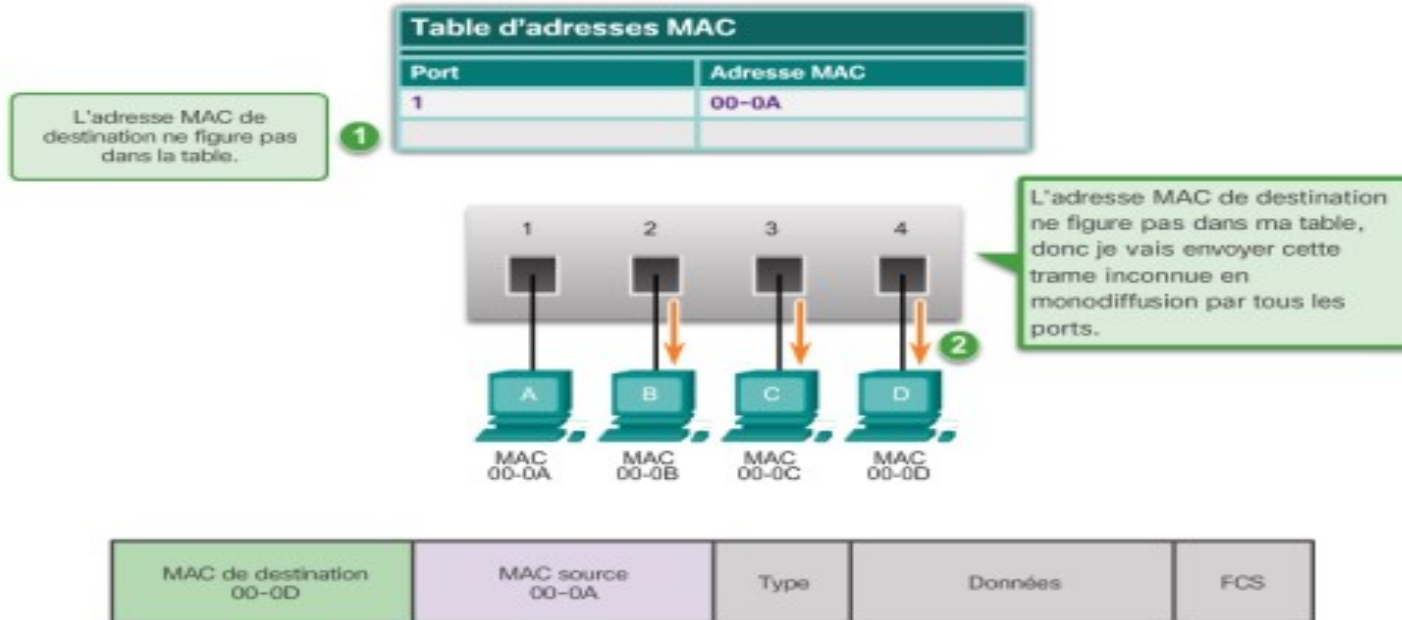 Table d'adresses MAC
Port Adresse MAC
1 00-0A
L'adresse MAC de
destination ne figure pas
dans la table.
1
L'adresse MAC de destination
ne figure pas dans ma table,
donc je vais envoyer cette
trame inconnue en
monodiffusion par tous les
ports.
1 2 3 4
2
A B C D
MAC MAC MAC MAC
00-0A 00-0B 00-0C 00-0D
MAC de destination MAC source Type Données FCS
00-0D 00-0A